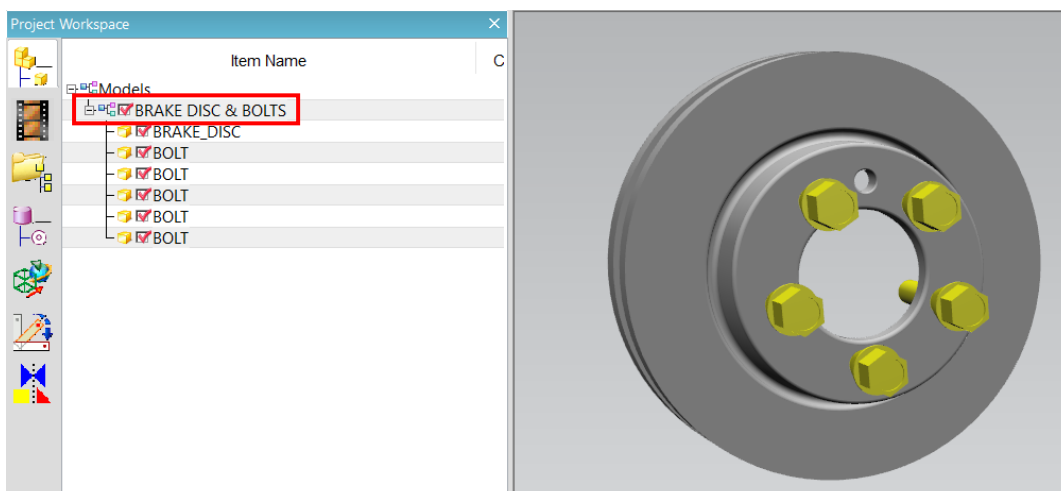 Project Workspace
Item Name
C
Models
BRAKE DISC & BOLTS
BRAKE_DISC
BOLT
BOLT
BOLT
BOLT
BOLT